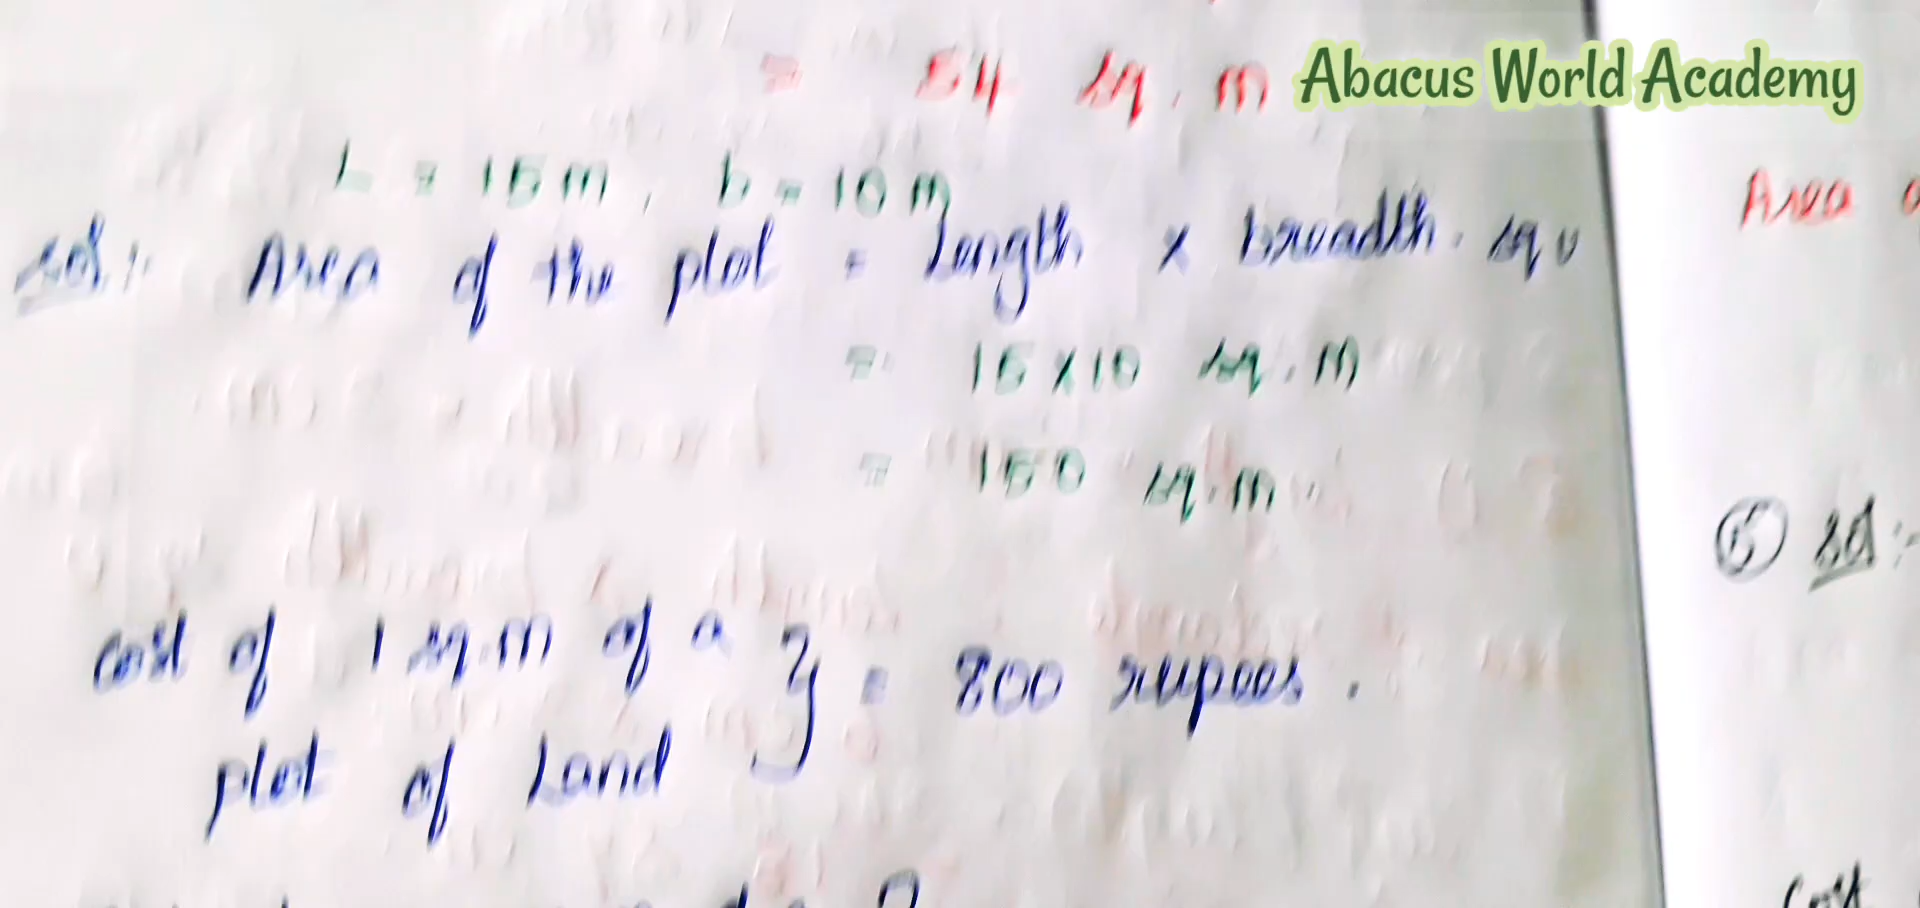 = 54 sq. m
Abacus World Academy
L = 15 m, b = 10 m
Sol:- Area of the plot = Length x breadth. sq u
= 15 x 10 sq. m
= 150 sq. m
cost of 1 sq.m of a } = 800 rupees.
plot of Land
Area
5 Sol:-
Cost